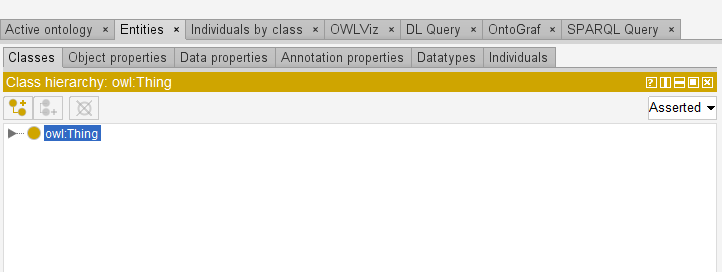 Active ontology × Entities × Individuals by class × OWLViz × DL Query × OntoGraf × SPARQL Query ×
Classes Object properties Data properties Annotation properties Datatypes Individuals
Class hierarchy: owl:Thing
Asserted
owl:Thing